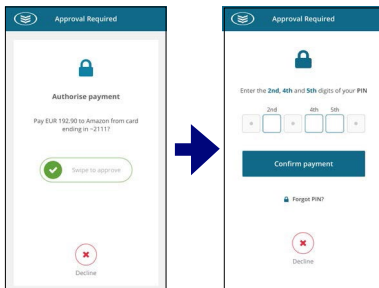 Approval Required
Authorise payment
Pay EUR 192.90 to Amazon from card
ending in ~2111?
Swipe to approve
Decline
Approval Required
Enter the 2nd, 4th and 5th digits of your PIN
2nd 4th 5th
Confirm payment
Forgot PIN?
Decline